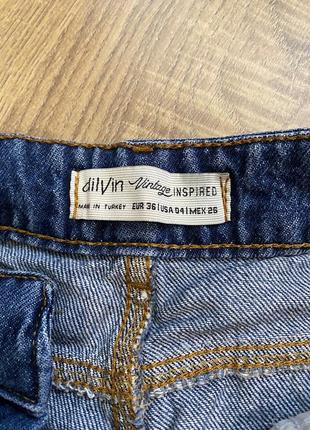 dilvin Vintage INSPIRED
MADE IN TURKEY EUR 36 | USA 04 | MEX 26